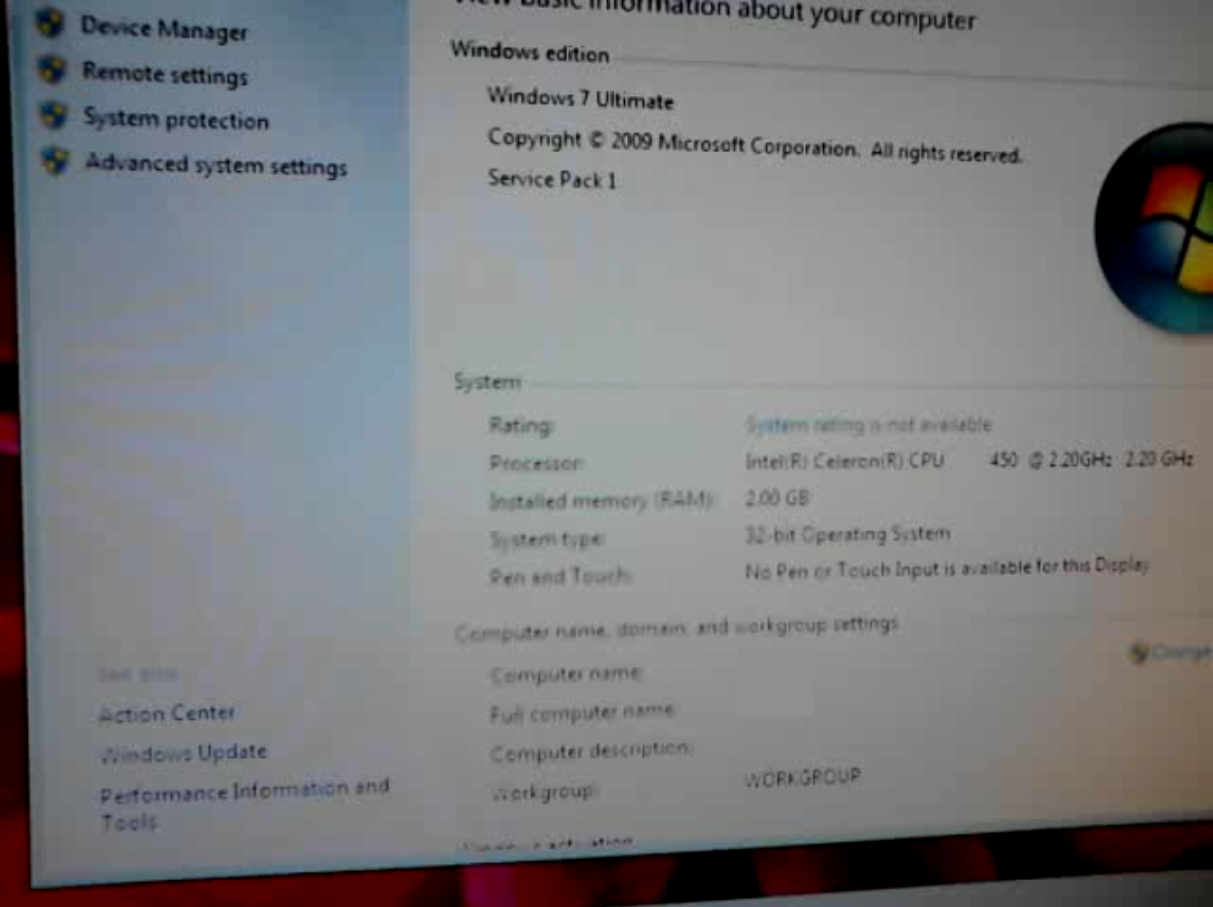 Device Manager
Remote settings
System protection
Advanced system settings
View basic information about your computer
Windows edition
Windows 7 Ultimate
Copyright © 2009 Microsoft Corporation. All rights reserved.
Service Pack 1
System
Rating: System rating is not available
Processor: Intel(R) Celeron(R) CPU 450 @ 2.20GHz 2.20 GHz
Installed memory (RAM): 2.00 GB
System type: 32-bit Operating System
Pen and Touch: No Pen or Touch Input is available for this Display
Computer name, domain, and workgroup settings
Change
Computer name:
Full computer name:
Computer description:
Workgroup: WORKGROUP
Windows activation
See also
Action Center
Windows Update
Performance Information and
Tools